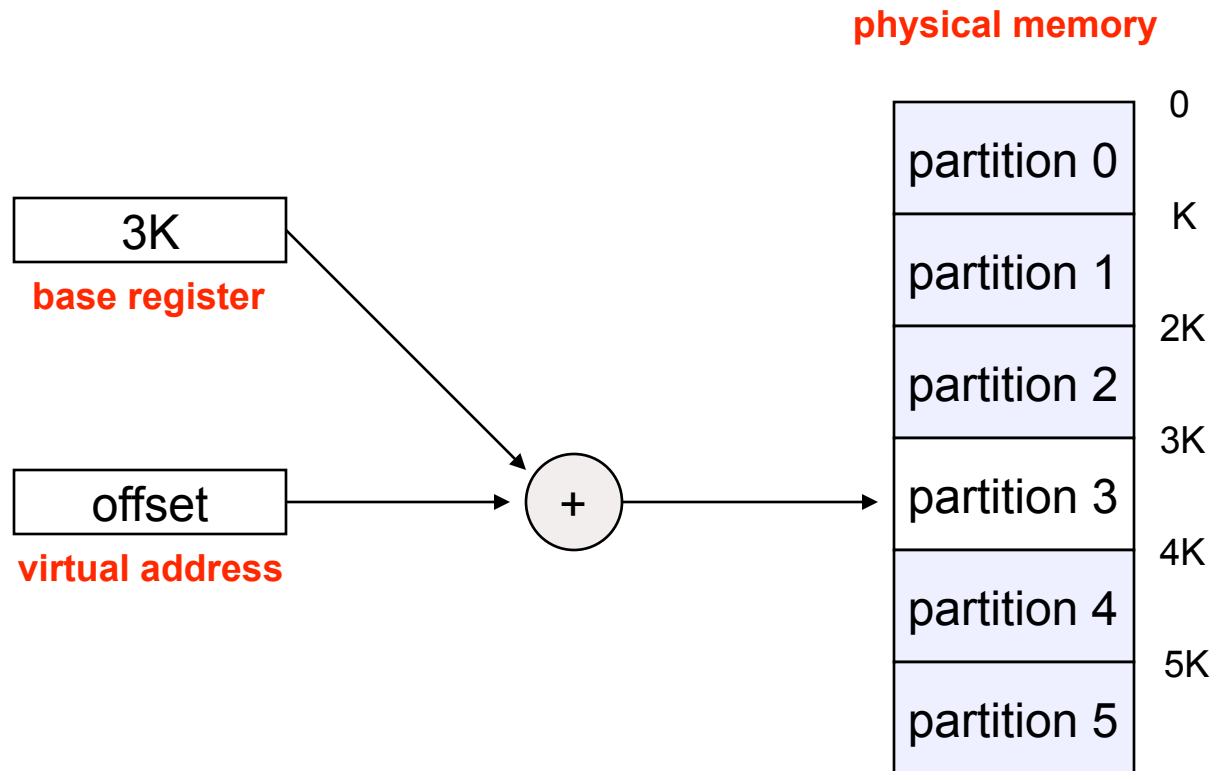 physical memory
0
partition 0
3K
K
base register
partition 1
2K
partition 2
3K
offset
+
partition 3
virtual address
4K
partition 4
5K
partition 5